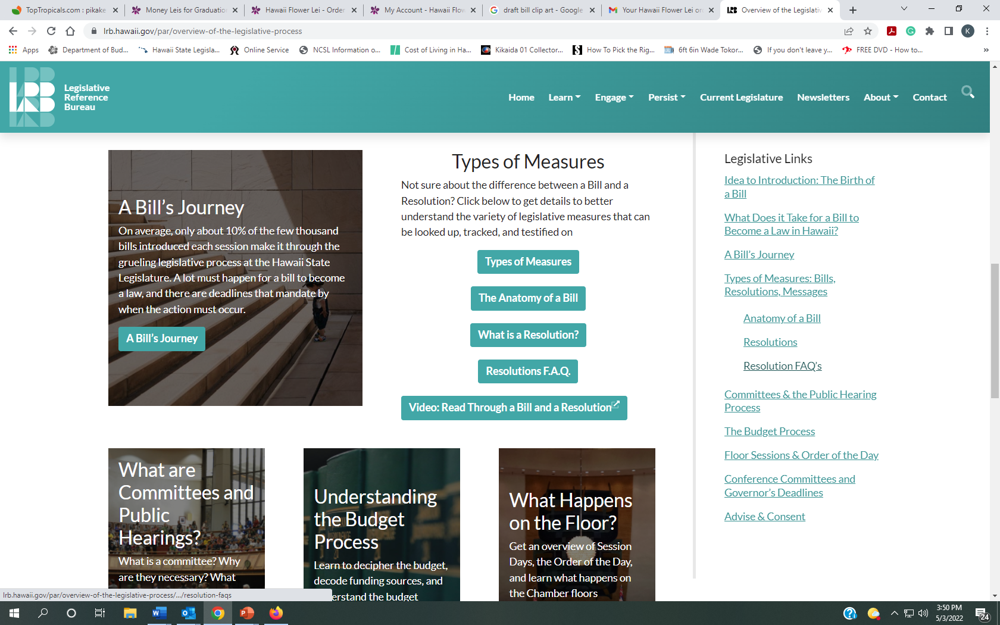 TopTropicals.com : pikake
Money Leis for Graduation
Hawaii Flower Lei - Order
My Account - Hawaii Flow
draft bill clip art - Google
Your Hawaii Flower Lei or
Overview of the Legislativ
lrb.hawaii.gov/par/overview-of-the-legislative-process
K
Apps
Department of Bud...
Hawaii State Legisla...
Online Service
NCSL Information o...
Cost of Living in Ha...
Kikaida 01 Collector...
How To Pick the Rig...
6ft 6in Wade Tokor...
If you don't leave y...
FREE DVD - How to...
»
LRB
Legislative
Reference
Bureau
Home
Learn
Engage
Persist
Current Legislature
Newsletters
About
Contact
A Bill's Journey
On average, only about 10% of the few thousand
bills introduced each session make it through the
grueling legislative process at the Hawaii State
Legislature. A lot must happen for a bill to become
a law, and there are deadlines that mandate by
when the action must occur.
A Bill's Journey
Types of Measures
Not sure about the difference between a Bill and a
Resolution? Click below to get details to better
understand the variety of legislative measures that can
be looked up, tracked, and testified on
Types of Measures
The Anatomy of a Bill
What is a Resolution?
Resolutions F.A.Q.
Video: Read Through a Bill and a Resolution
Legislative Links
Idea to Introduction: The Birth of
a Bill
What Does it Take for a Bill to
Become a Law in Hawaii?
A Bill's Journey
Types of Measures: Bills,
Resolutions, Messages
Anatomy of a Bill
Resolutions
Resolution FAQ's
Committees & the Public Hearing
Process
The Budget Process
Floor Sessions & Order of the Day
Conference Committees and
Governor's Deadlines
Advise & Consent
What are
Committees and
Public
Hearings?
What is a committee? Why
are they necessary? What
Understanding
the Budget
Process
Learn to decipher the budget,
decode funding sources, and
understand the budget
What Happens
on the Floor?
Get an overview of Session
Days, the Order of the Day,
and learn what happens on
the Chamber floors
lrb.hawaii.gov/par/overview-of-the-legislative-process/.../resolution-faqs
3:50 PM
5/3/2022
24